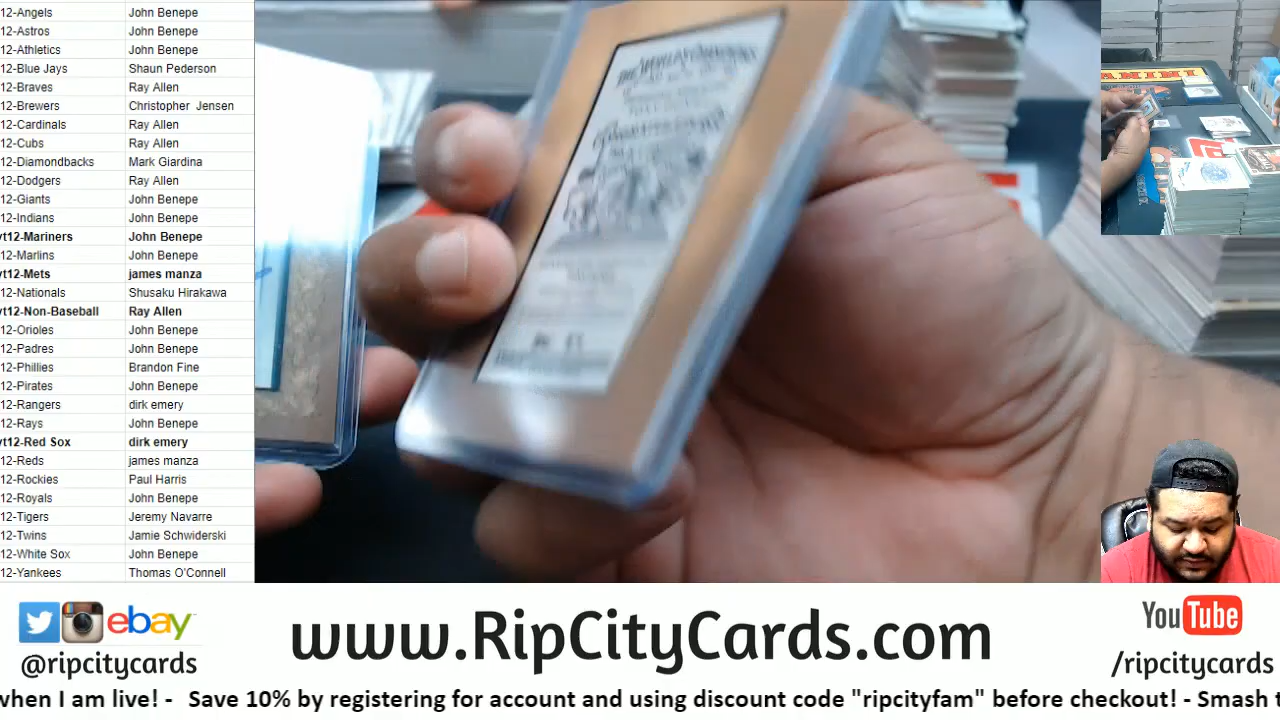 12-Angels John Benepe
12-Astros John Benepe
12-Athletics John Benepe
12-Blue Jays Shaun Pederson
12-Braves Ray Allen
12-Brewers Christopher Jensen
12-Cardinals Ray Allen
12-Cubs Ray Allen
12-Diamondbacks Mark Giardina
12-Dodgers Ray Allen
12-Giants John Benepe
12-Indians John Benepe
vt12-Mariners John Benepe
12-Marlins John Benepe
vt12-Mets james manza
12-Nationals Shusaku Hirakawa
vt12-Non-Baseball Ray Allen
12-Orioles John Benepe
12-Padres John Benepe
12-Phillies Brandon Fine
12-Pirates John Benepe
12-Rangers dirk emery
12-Rays John Benepe
vt12-Red Sox dirk emery
12-Reds james manza
12-Rockies Paul Harris
12-Royals John Benepe
12-Tigers Jeremy Navarre
12-Twins Jamie Schwiderski
12-White Sox John Benepe
12-Yankees Thomas O'Connell
PANINI
ebay
@ripcitycards
www.RipCityCards.com
YouTube
/ripcitycards
when I am live! - Save 10% by registering for account and using discount code "ripcityfam" before checkout! - Smash t